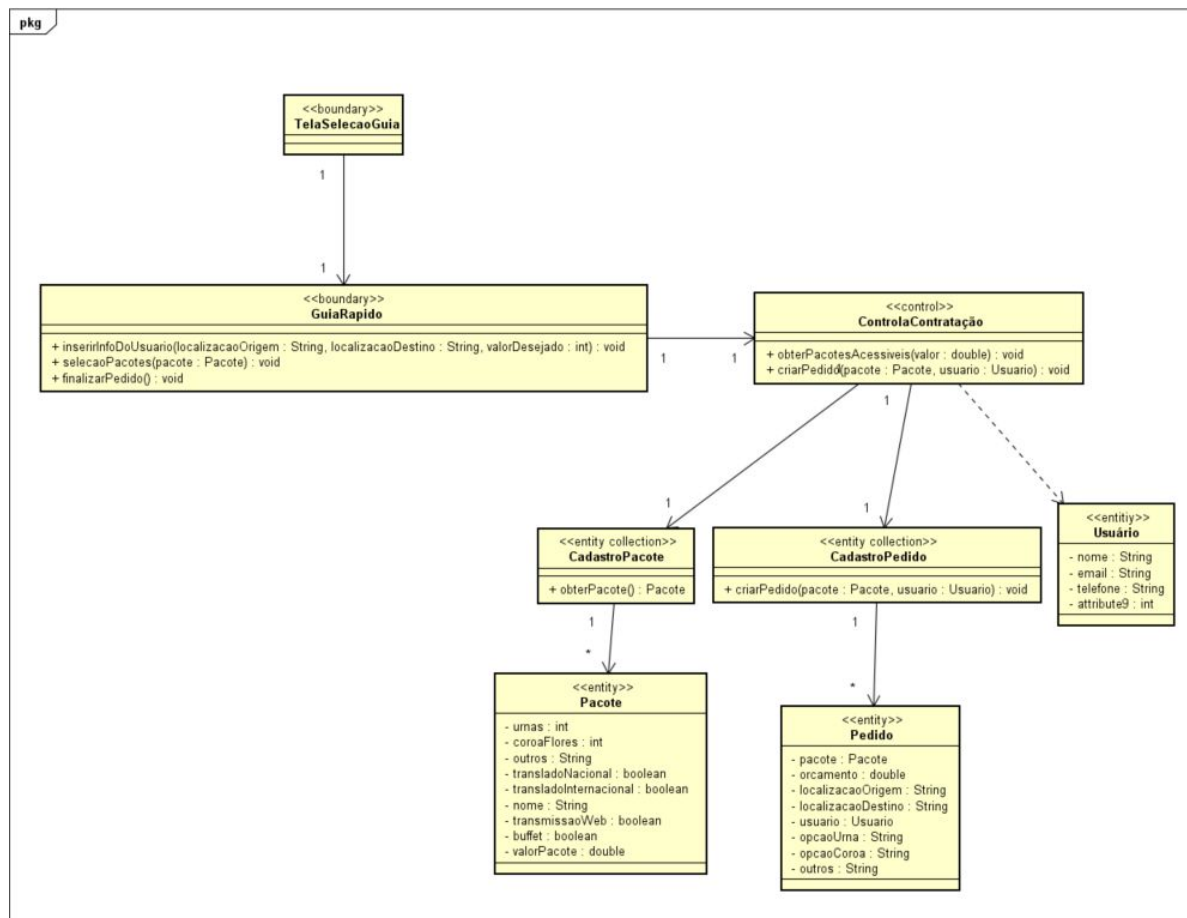 pkg
<<boundary>>
TelaSelecaoGuia
1
1
<<boundary>>
GuiaRapido
+ inserirInfoDoUsuario(localizacaoOrigem : String, localizacaoDestino : String, valorDesejado : int) : void
+ selecaoPacotes(pacote : Pacote) : void
+ finalizarPedido() : void
1
1
<<control>>
ControlaContratação
+ obterPacotesAcessiveis(valor : double) : void
+ criarPedido(pacote : Pacote, usuario : Usuario) : void
1
1
1
<<entity collection>>
CadastroPacote
+ obterPacote() : Pacote
<<entity collection>>
CadastroPedido
+ criarPedido(pacote : Pacote, usuario : Usuario) : void
<<entitiy>>
Usuário
- nome : String
- email : String
- telefone : String
- attribute9 : int
1
*
1
*
<<entity>>
Pacote
- urnas : int
- coroaFlores : int
- outros : String
- transladoNacional : boolean
- transladoInternacional : boolean
- nome : String
- transmissaoWeb : boolean
- buffet : boolean
- valorPacote : double
<<entity>>
Pedido
- pacote : Pacote
- orcamento : double
- localizacaoOrigem : String
- localizacaoDestino : String
- usuario : Usuario
- opcaoUrna : String
- opcaoCoroa : String
- outros : String